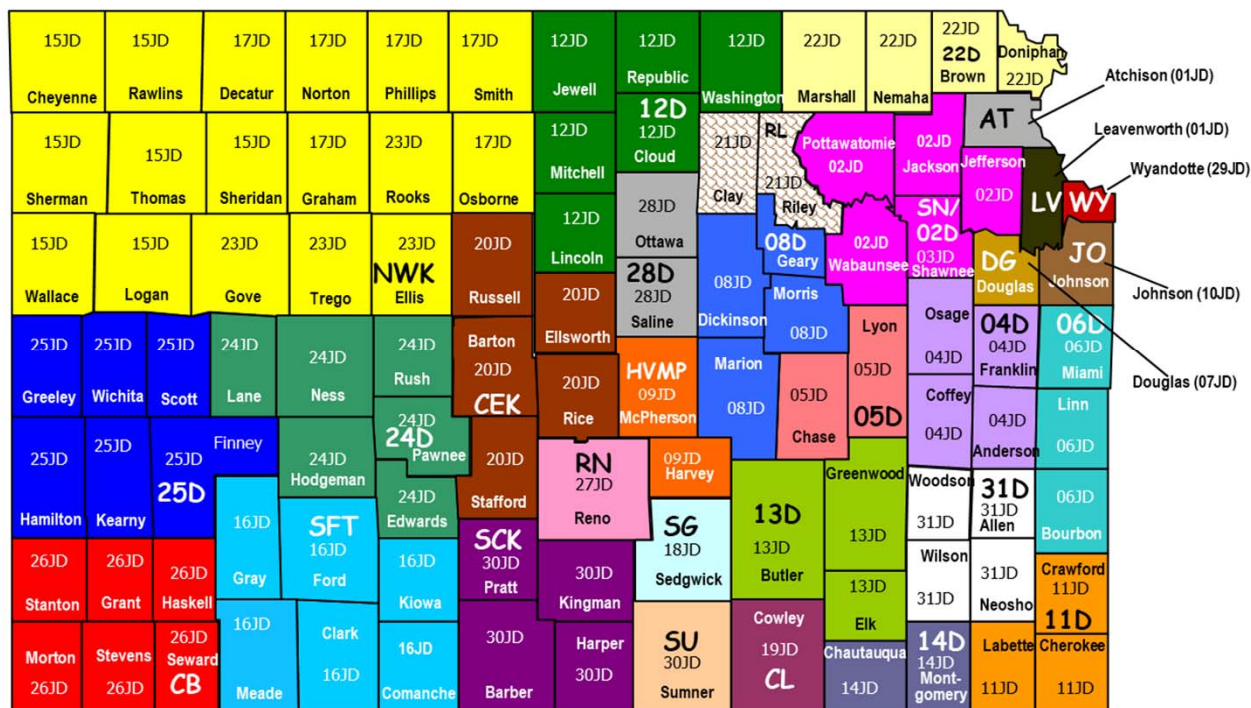 15JD
Cheyenne
15JD
Rawlins
17JD
Decatur
17JD
Norton
17JD
Phillips
17JD
Smith
12JD
Jewell
12JD
Republic
12JD
Washington
22JD
Marshall
22JD
Nemaha
22JD
22D
Brown
Doniphan
22JD
Atchison (01JD)
Leavenworth (01JD)
Wyandotte (29JD)
15JD
Sherman
15JD
Thomas
15JD
Sheridan
17JD
Graham
23JD
Rooks
17JD
Osborne
12JD
Mitchell
12D
12JD
Cloud
21JD
Clay
RL
21JD
Riley
Pottawatomie
02JD
02JD
Jackson
AT
Jefferson
02JD
LV
WY
15JD
Wallace
15JD
Logan
23JD
Gove
23JD
Trego
23JD
NWK
Ellis
20JD
Russell
12JD
Lincoln
28JD
Ottawa
28D
28JD
Saline
08JD
Dickinson
08D
Geary
Morris
08JD
02JD
Wabaunsee
SN/
02D
03JD
Shawnee
DG
Douglas
JO
Johnson
Johnson (10JD)
Douglas (07JD)
25JD
Greeley
25JD
Wichita
25JD
Scott
24JD
Lane
24JD
Ness
24JD
Rush
Barton
20JD
CEK
20JD
Ellsworth
20JD
Rice
HVMP
09JD
McPherson
Marion
08JD
05JD
Chase
Lyon
05JD
05D
Osage
04JD
04D
04JD
Franklin
06D
06JD
Miami
25JD
Hamilton
25JD
Kearny
Finney
25JD
25D
24JD
Hodgeman
24JD
24D
Pawnee
24JD
Edwards
20JD
Stafford
RN
27JD
Reno
09JD
Harvey
13D
13JD
Butler
Greenwood
13JD
Coffey
04JD
04JD
Anderson
Linn
06JD
16JD
Gray
SFT
16JD
Ford
16JD
Kiowa
SCK
30JD
Pratt
30JD
Kingman
SG
18JD
Sedgwick
Woodson
31JD
31D
31JD
Allen
06JD
Bourbon
26JD
Stanton
26JD
Grant
26JD
Haskell
13JD
Elk
Wilson
31JD
31JD
Neosho
Crawford
11JD
11D
Morton
26JD
Stevens
26JD
26JD
Seward
CB
16JD
Meade
Clark
16JD
16JD
Comanche
30JD
Barber
Harper
30JD
SU
30JD
Sumner
Cowley
19JD
CL
Chautauqua
14JD
14D
14JD
Mont-
gomery
Labette
11JD
Cherokee
11JD